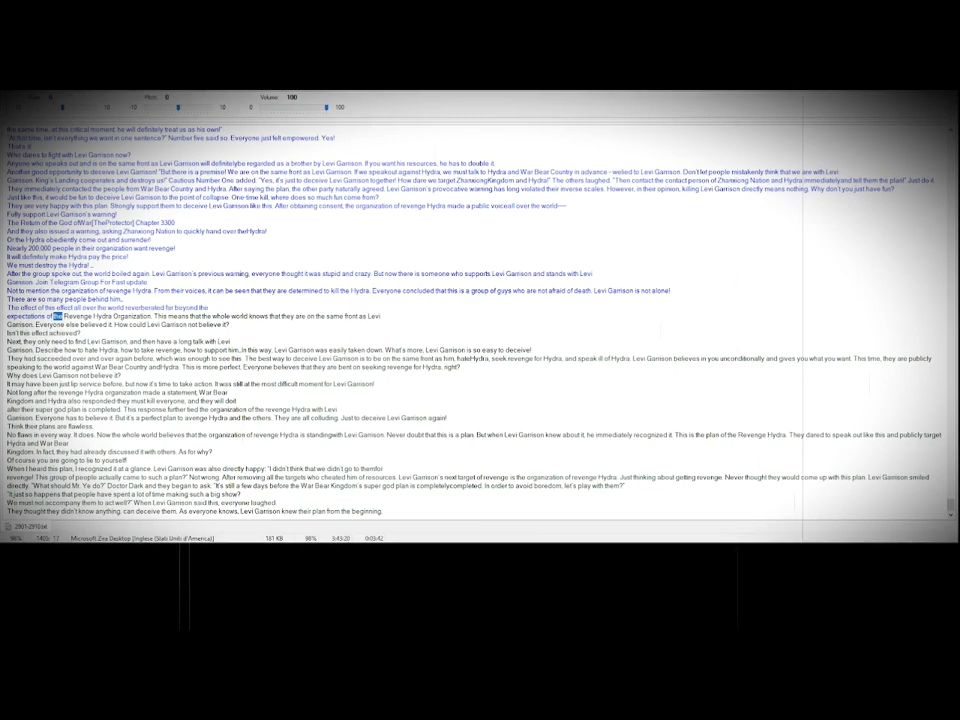 Pitch: 0 Volume: 100
10 -10 10 0 100
the same time, at this critical moment, he will definitely treat us as his own!"
"At that time, isn't everything we want in one sentence?" Number five said so. Everyone just felt empowered. Yes!
That's it
Who dares to fight with Levi Garrison now?
Anyone who speaks out and is on the same front as Levi Garrison will definitelybe regarded as a brother by Levi Garrison. If you want his resources, he has to double it
Another good opportunity to deceive Levi Garrison! "But there is a premise! We are on the same front as Levi Garrison. If we speakout against Hydra, we must talk to Hydra and War Bear Country in advance - welied to Levi Garrison. Don't let people mistakenly think that we are with Levi
Garrison. King's Landing cooperates and destroys us!" Cautious Number One added. "Yes, it's just to deceive Levi Garrison together! How dare we target ZhanxiongKingdom and Hydra!" The others laughed. "Then contact the contact person of Zhanxiong Nation and Hydra immediatelyand tell them the plan!" Just do it.
They immediately contacted the people from War Bear Country and Hydra. After saying the plan, the other party naturally agreed. Levi Garrison's provocative warning has long violated their inverse scales. However, in their opinion, killing Levi Garrison directly means nothing. Why don't you just have fun?
Just like this, it would be fun to deceive Levi Garrison to the point of collapse. One-time kill, where does so much fun come from?
They are very happy with this plan. Strongly support them to deceive Levi Garrison like this. After obtaining consent, the organization of revenge Hydra made a public voiceall over the world----
Fully support Levi Garrison's warning!
The Return of the God ofWar[TheProtector] Chapter 3300
And they also issued a warning, asking Zhanxiong Nation to quickly hand over theHydra!
Or the Hydra obediently come out and surrender!
Nearly 200,000 people in their organization want revenge!
It will definitely make Hydra pay the price!
We must destroy the Hydra!...
After the group spoke out, the world boiled again. Levi Garrison's previous warning, everyone thought it was stupid and crazy. But now there is someone who supports Levi Garrison and stands with Levi
Garrison. Join Telegram Group For Fast update
Not to mention the organization of revenge Hydra. From their voices, it can be seen that they are determined to kill the Hydra. Everyone concluded that this is a group of guys who are not afraid of death. Levi Garrison is not alone!
There are so many people behind him..
The effect of this effect all over the world reverberated far beyond the
expectations of the Revenge Hydra Organization. This means that the whole world knows that they are on the same front as Levi
Garrison. Everyone else believed it. How could Levi Garrison not believe it?
Isn't this effect achieved?
Next, they only need to find Levi Garrison, and then have a long talk with Levi
Garrison. Describe how to hate Hydra, how to take revenge, how to support him..In this way, Levi Garrison was easily taken down. What's more, Levi Garrison is so easy to deceive!
They had succeeded over and over again before, which was enough to see this. The best way to deceive Levi Garrison is to be on the same front as him, hateHydra, seek revenge for Hydra, and speak ill of Hydra. Levi Garrison believes in you unconditionally and gives you what you want. This time, they are publicly
speaking to the world against War Bear Country andHydra This is more perfect. Everyone believes that they are bent on seeking revenge for Hydra, right?
Why does Levi Garrison not believe it?
It may have been just lip service before, but now it's time to take action. It was still at the most difficult moment for Levi Garrison!
Not long after the revenge Hydra organization made a statement, War Bear
Kingdom and Hydra also responded-they must kill everyone, and they will doit
after their super god plan is completed. This response further tied the organization of the revenge Hydra with Levi
Garrison. Everyone has to believe it. But it's a perfect plan to avenge Hydra and the others. They are all colluding. Just to deceive Levi Garrison again!
Think their plans are flawless.
No flaws in every way. It does. Now the whole world believes that the organization of revenge Hydra is standingwith Levi Garrison. Never doubt that this is a plan. But when Levi Garrison knew about it, he immediately recognized it. This is the plan of the Revenge Hydra. They dared to speak out like this and publicly target
Hydra and War Bear
Kingdom. In fact, they had already discussed it with others. As for why?
Of course you are going to lie to yourself!
When I heard this plan, I recognized it at a glance. Levi Garrison was also directly happy: "I didn't think that we didn't go to themfor
revenge! This group of people actually came to such a plan?" Not wrong. After removing all the targets who cheated him of resources. Levi Garrison's next target of revenge is the organization of revenge Hydra. Just thinking about getting revenge. Never thought they would come up with this plan. Levi Garrison smiled
directly. "What should Mr. Ye do?" Doctor Dark and they began to ask. "It's still a few days before the War Bear Kingdom's super god plan is completelycompleted. In order to avoid boredom, let's play with them?"
"It just so happens that people have spent a lot of time making such a big show?
We must not accompany them to act well?" When Levi Garrison said this, everyone laughed.
They thought they didn't know anything, can deceive them. As everyone knows, Levi Garrison knew their plan from the beginning.
2901-2910.txt
98% 1405: 17 Microsoft Zira Desktop [Inglese (Stati Uniti d'America)] 181 KB 98% 3:43:20 0:03:42